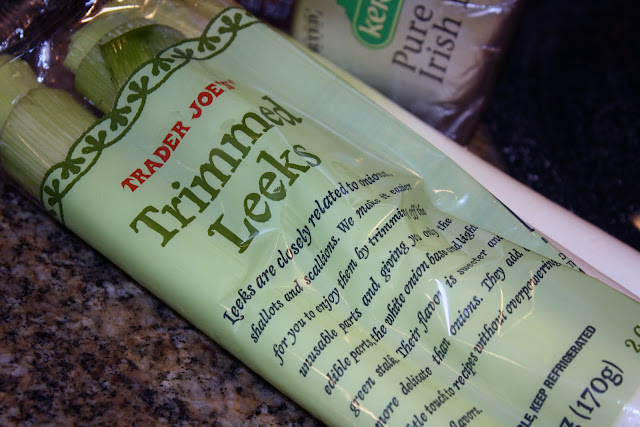 KER
Pure
Irish
TRADER JOE'S
Trimmed
Leeks
Leeks are closely related to onions,
shallots and scallions. We make it easier
for you to enjoy them by trimming off the
unusable parts and giving you only the
edible parts, the white onion base and light
green stalk. Their flavor is sweeter and
more delicate than onions. They add
little touch to recipes without overpowering
flavors.
KEEP REFRIGERATED
(170g)